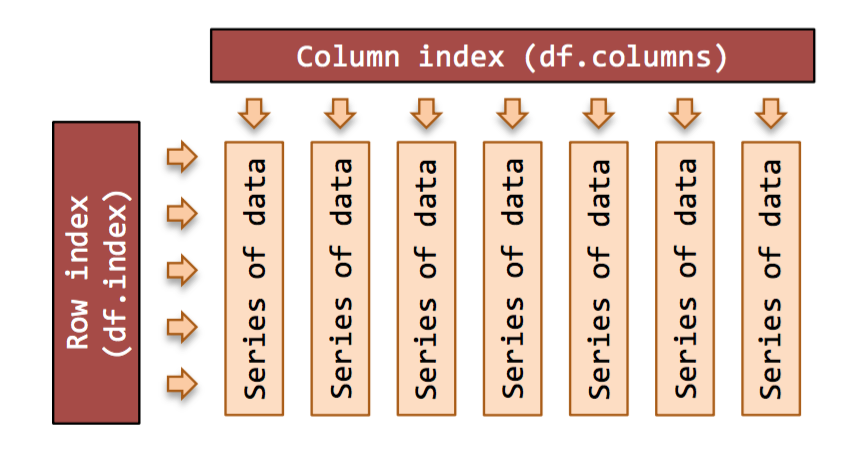 Column index (df.columns)
Row index
(df.index)
Series of data
Series of data
Series of data
Series of data
Series of data
Series of data
Series of data